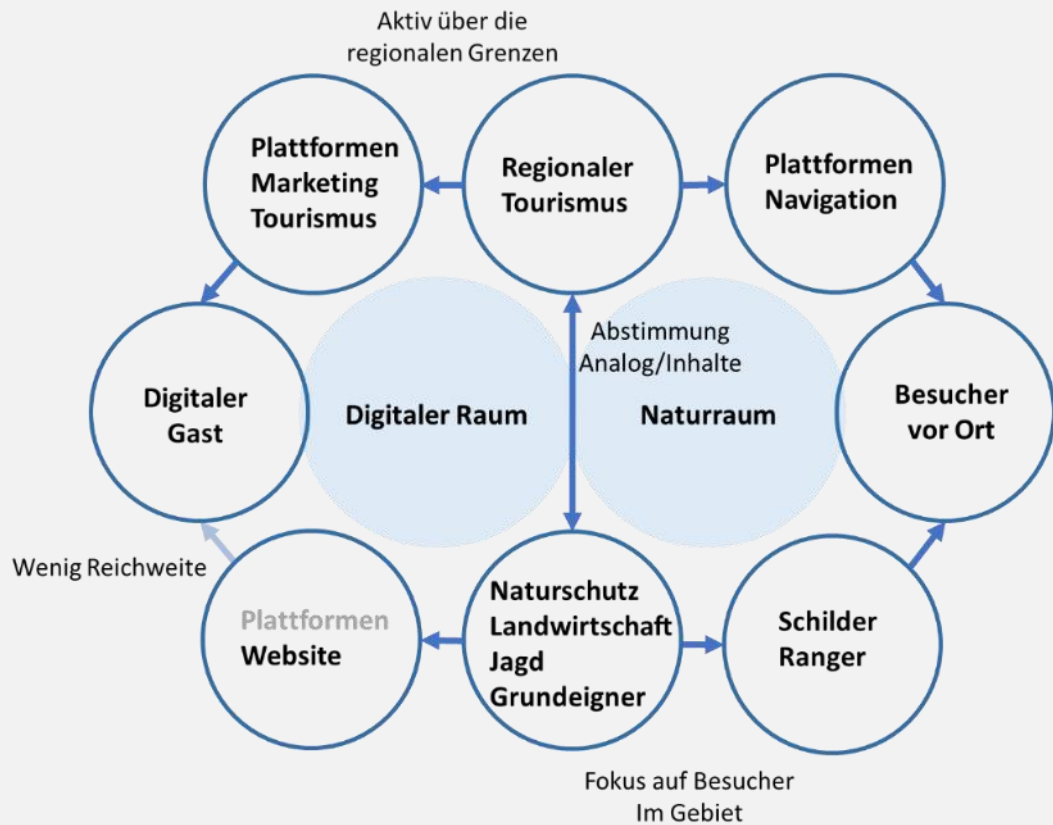 Aktiv über die
regionalen Grenzen
Plattformen
Marketing
Tourismus
Regionaler
Tourismus
Plattformen
Navigation
Abstimmung
Analog/Inhalte
Digitaler
Gast
Digitaler Raum
Naturraum
Besucher
vor Ort
Wenig Reichweite
Plattformen
Website
Naturschutz
Landwirtschaft
Jagd
Grundeigner
Schilder
Ranger
Fokus auf Besucher
Im Gebiet